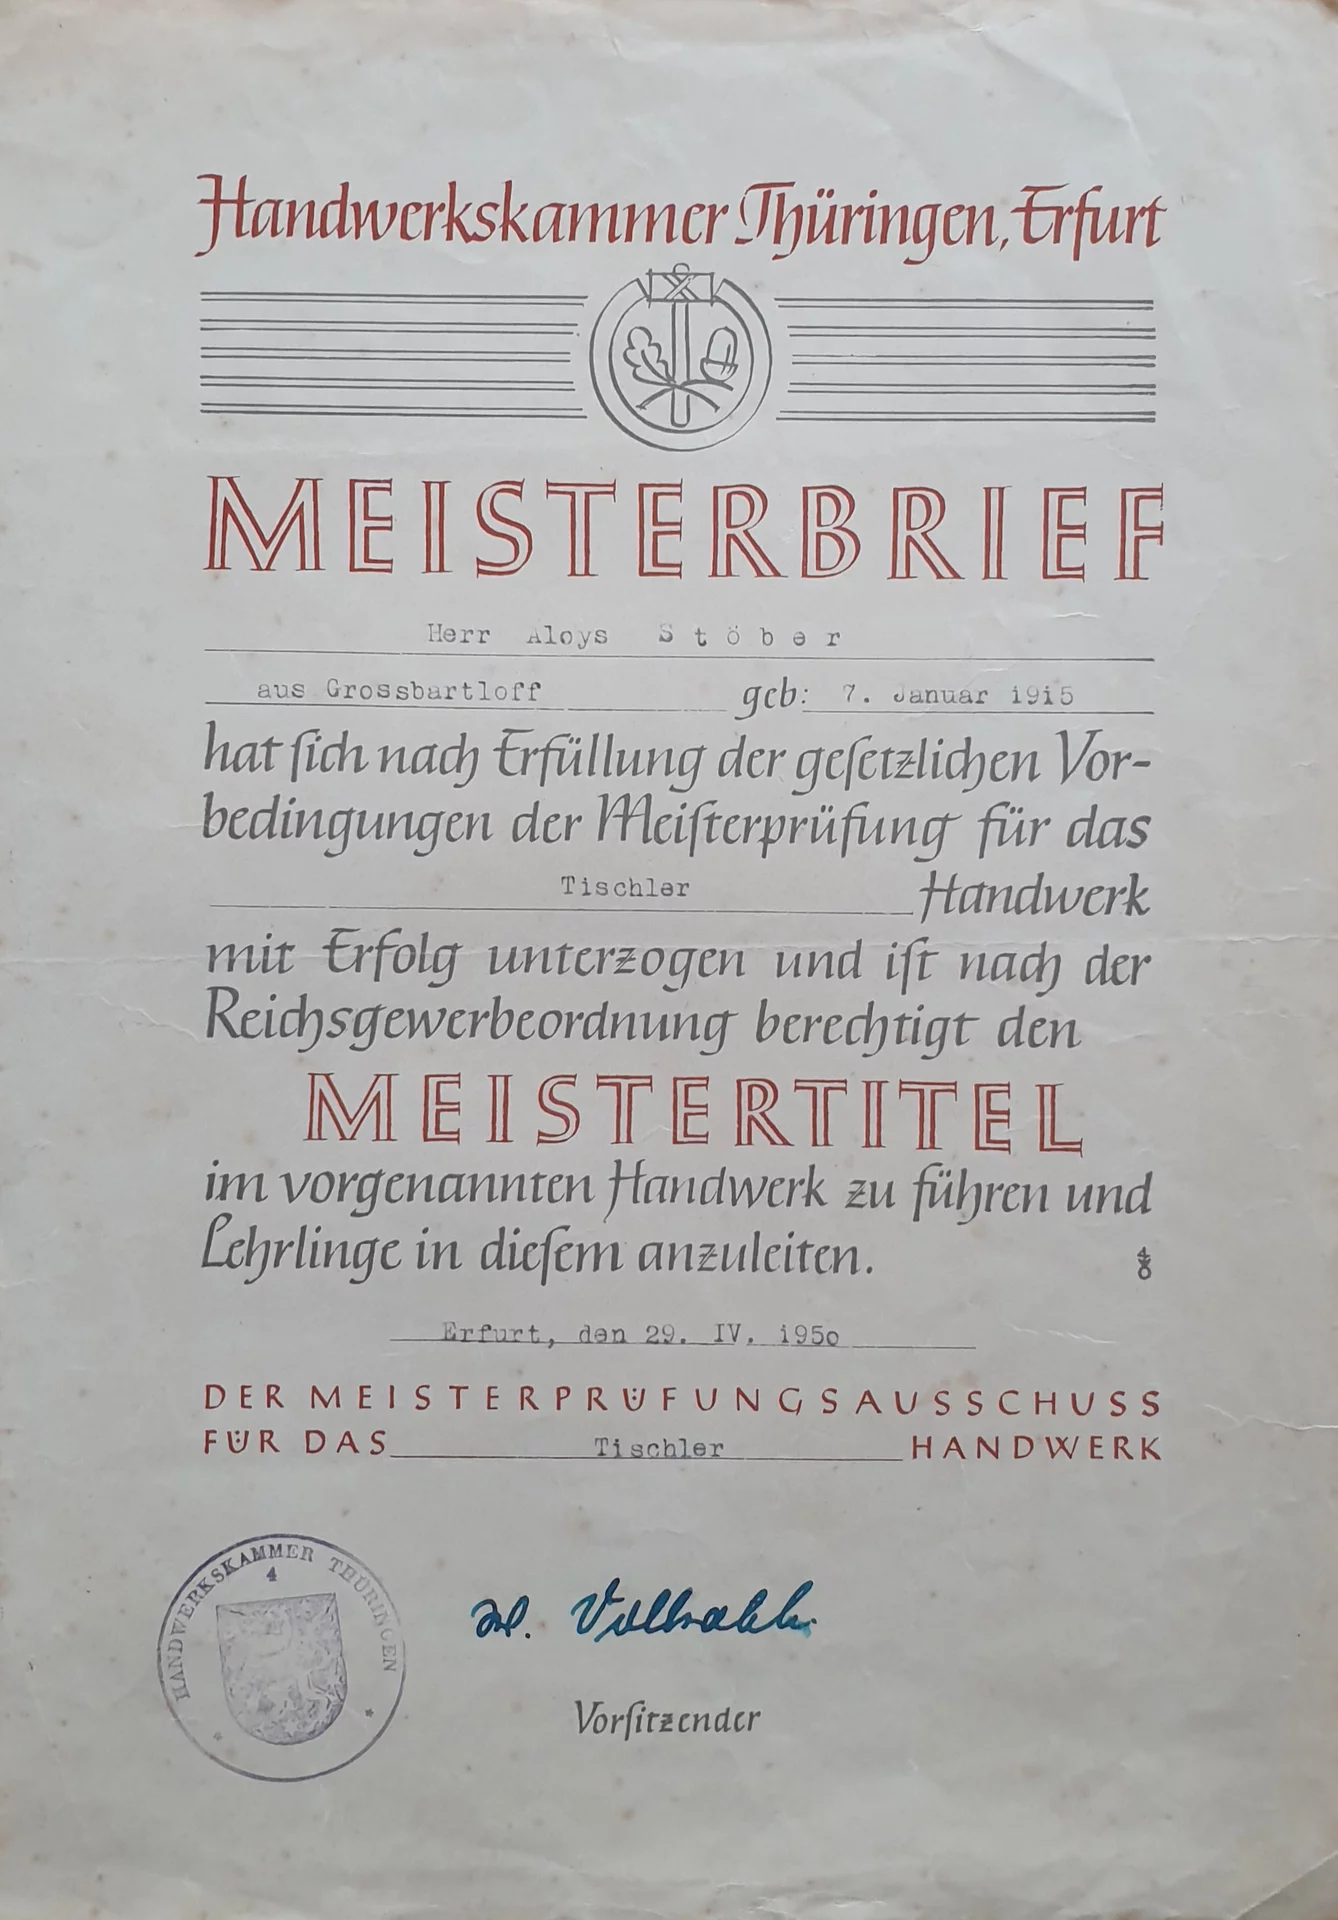 Handwerkskammer Thüringen, Erfurt
MEISTERBRIEF
Herr Aloys Stöber
aus Grossbartloff geb: 7. Januar 1915
hat ſich nach Erfüllung der geſetzlichen Vor-
bedingungen der Meiſterprüfung für das
Tischler Handwerk
mit Erfolg unterzogen und iſt nach der
Reichsgewerbeordnung berechtigt den
MEISTERTITEL
im vorgenannten Handwerk zu führen und
Lehrlinge in dieſem anzuleiten.
Erfurt, den 29. IV. 1950
DER MEISTERPRÜFUNGSAUSSCHUSS
FÜR DAS Tischler HANDWERK
HANDWERKSKAMMER THÜRINGEN
4
Vorſitzender